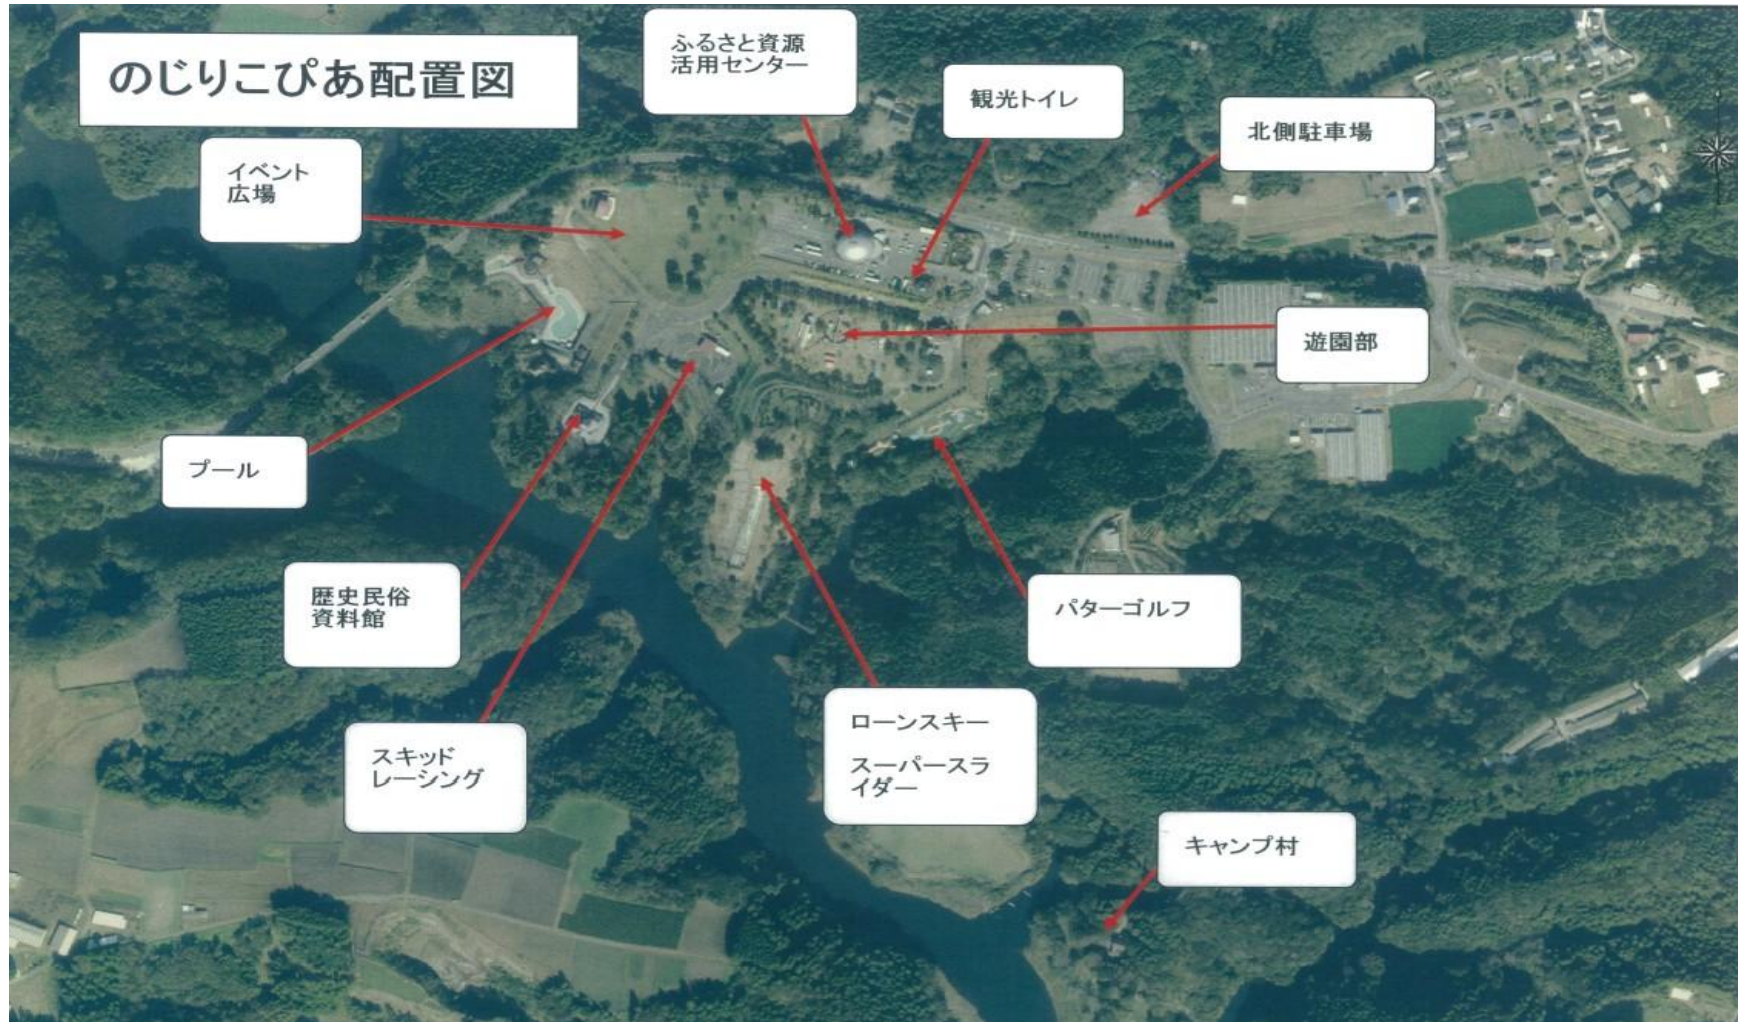 のじりこぴあ配置図
ふるさと資源
活用センター
観光トイレ
北側駐車場
イベント
広場
遊園部
プール
歴史民俗
資料館
パターゴルフ
スキッド
レーシング
ローンスキー
スーパースラ
イダー
キャンプ村